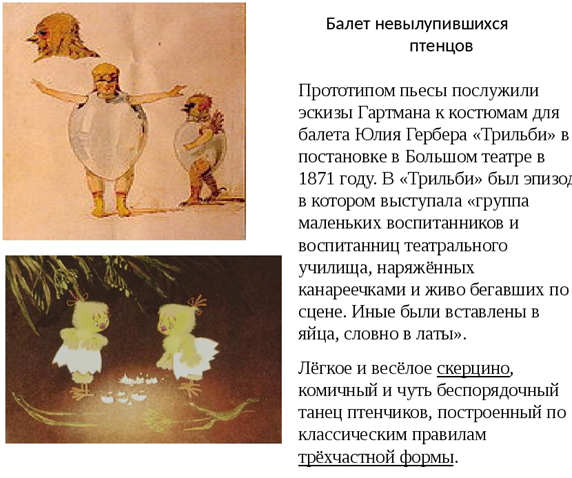 Балет невылупившихся
птенцов
Прототипом пьесы послужили
эскизы Гартмана к костюмам для
балета Юлия Гербера «Трильби» в
постановке в Большом театре в
1871 году. В «Трильби» был эпизод
в котором выступала «группа
маленьких воспитанников и
воспитанниц театрального
училища, наряжённых
канареечками и живо бегавших по
сцене. Иные были вставлены в
яйца, словно в латы».
Лёгкое и весёлое скерцино,
комичный и чуть беспорядочный
танец птенчиков, построенный по
классическим правилам
трёхчастной формы.